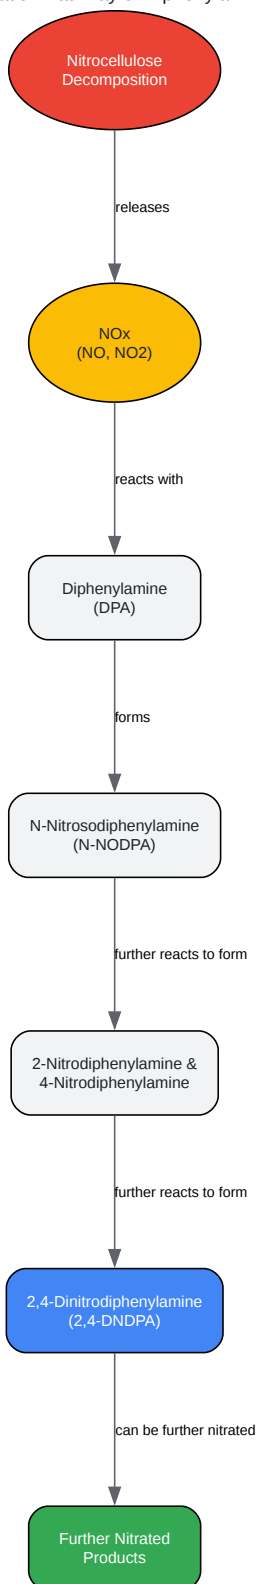 Nitrocellulose
Decomposition
releases
NOx
(NO, NO2)
reacts with
Diphenylamine
(DPA)
forms
N-Nitrosodiphenylamine
(N-NODPA)
further reacts to form
2-Nitrodiphenylamine &
4-Nitrodiphenylamine
further reacts to form
2,4-Dinitrodiphenylamine
(2,4-DNDPA)
can be further nitrated
Further Nitrated
Products